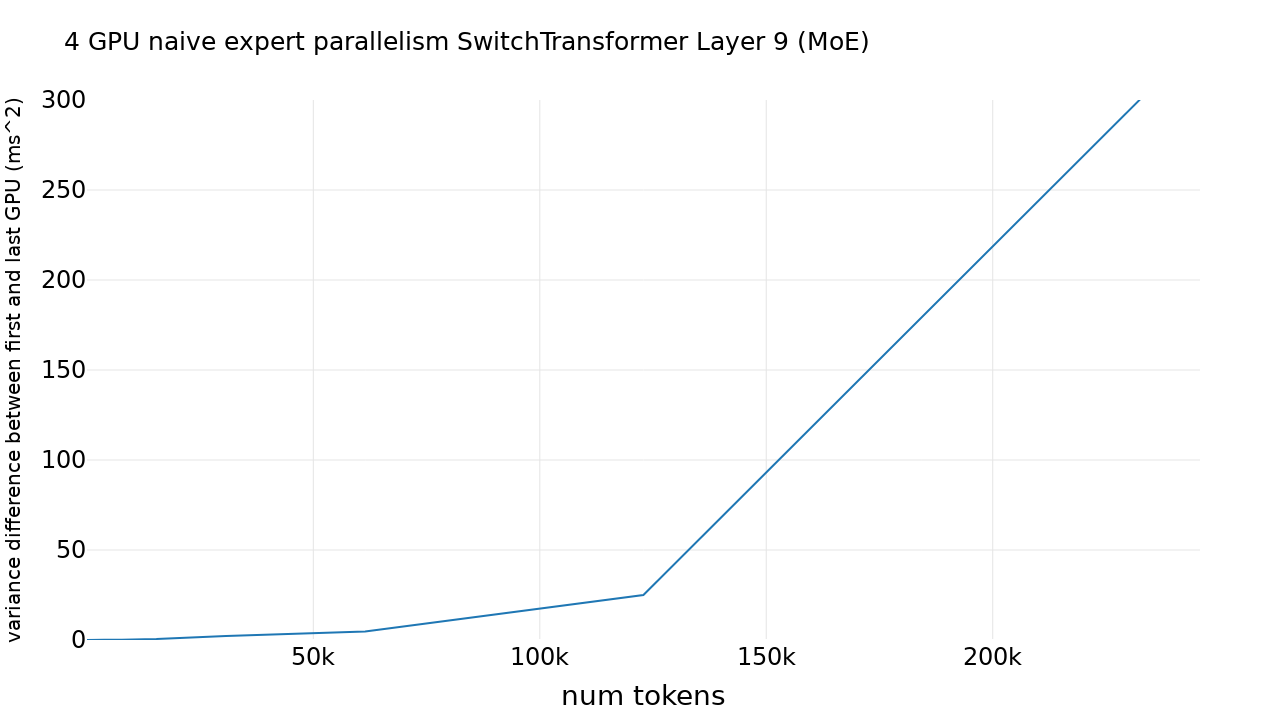 4 GPU naive expert parallelism SwitchTransformer Layer 9 (MoE)
variance difference between first and last GPU (ms^2)
300
250
200
150
100
50
0
50k
100k
150k
200k
num tokens